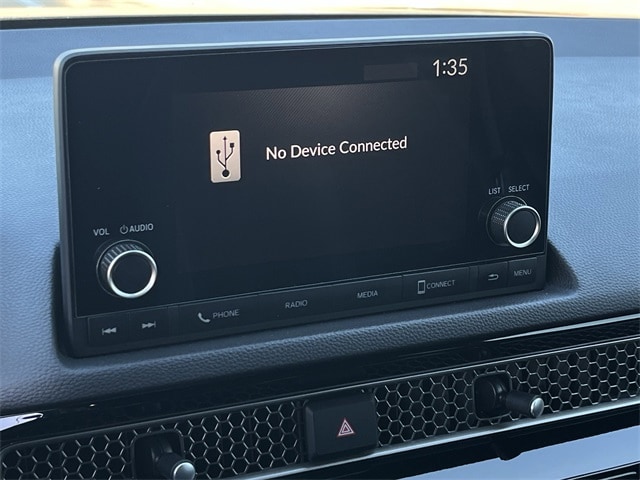 1:35
No Device Connected
LIST SELECT
VOL AUDIO
PHONE RADIO MEDIA CONNECT MENU